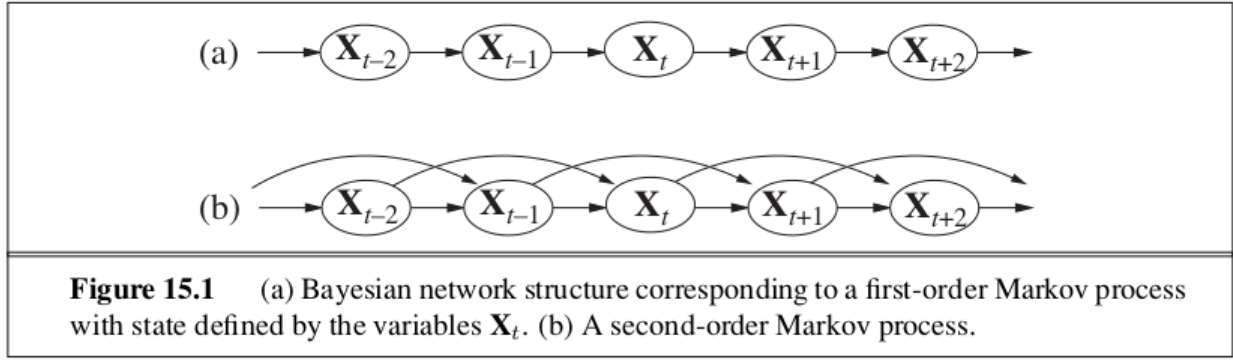 (a) X_{t–2} X_{t–1} X_t X_{t+1} X_{t+2}
(b) X_{t–2} X_{t–1} X_t X_{t+1} X_{t+2}
Figure 15.1 (a) Bayesian network structure corresponding to a first-order Markov process
with state defined by the variables X_t. (b) A second-order Markov process.